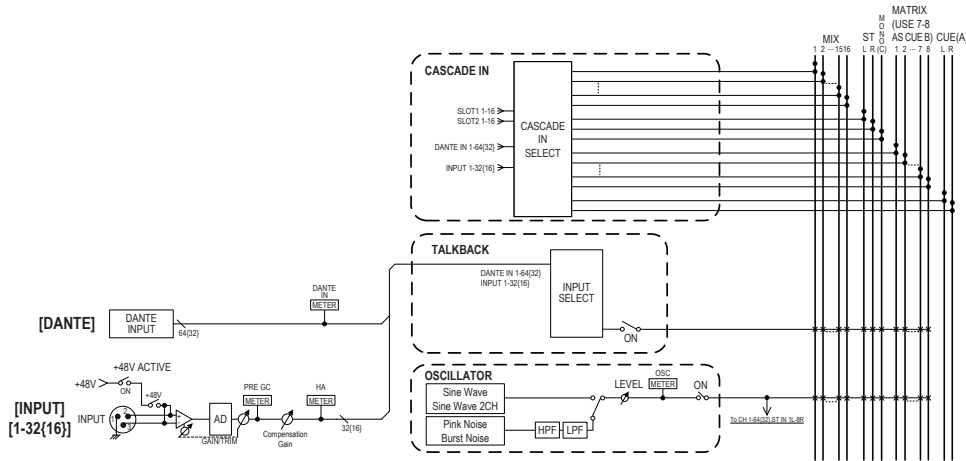 MATRIX
(USE 7-8
AS CUE B)
CUE(A)
MIX
ST
MONO
(C)
L R
1 2 ··· 15 16
L R
1 2 ··· 7 8
CASCADE IN
SLOT1 1-16
SLOT2 1-16
DANTE IN 1-64{32}
INPUT 1-32{16}
CASCADE
IN
SELECT
TALKBACK
DANTE IN 1-64{32}
INPUT 1-32{16}
INPUT
SELECT
ON
[DANTE]
DANTE
INPUT
64{32}
DANTE
IN
METER
OSCILLATOR
Sine Wave
Sine Wave 2CH
Pink Noise
Burst Noise
HPF
LPF
LEVEL
OSC
METER
ON
To CH 1-64{32},ST IN 1L-8R
[INPUT]
[1-32{16}]
+48V ACTIVE
+48V
ON
+48V
INPUT
1
2
3
+
-
AD
GAIN/TRIM
PRE GC
METER
Compensation
Gain
HA
METER
32{16}